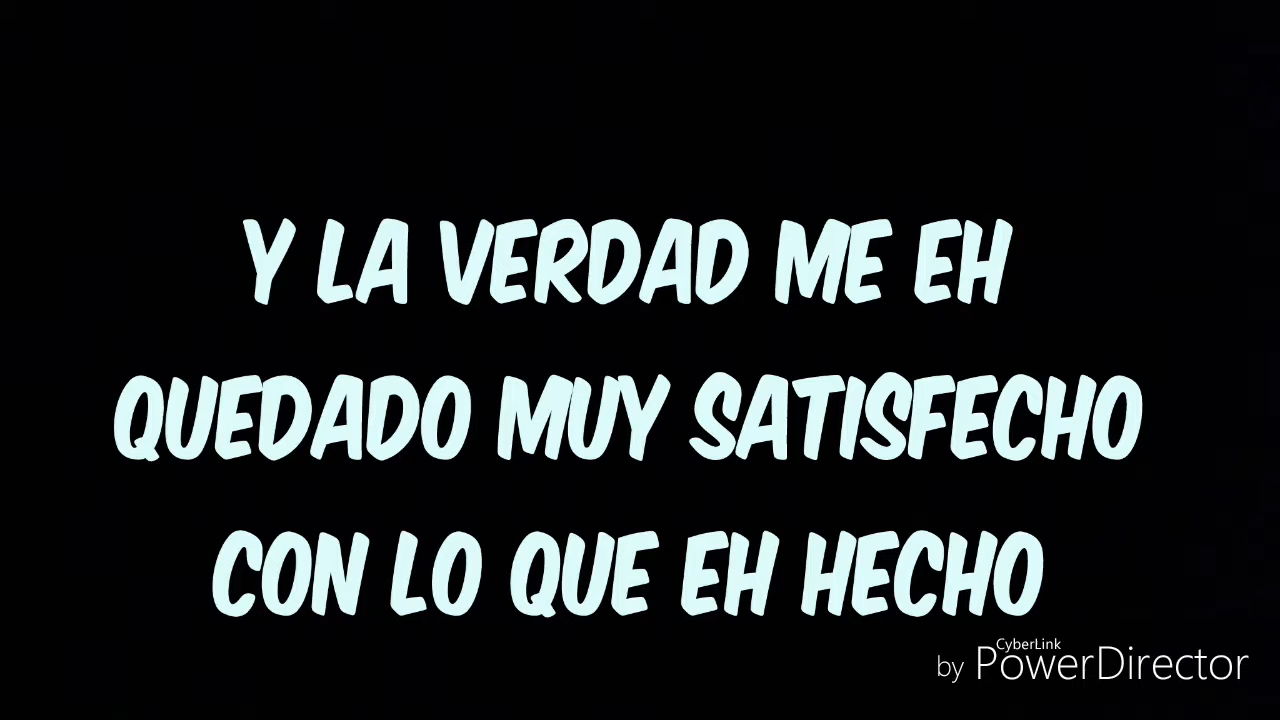 Y LA VERDAD ME EH
QUEDADO MUY SATISFECHO
CON LO QUE EH HECHO
CyberLink
by PowerDirector